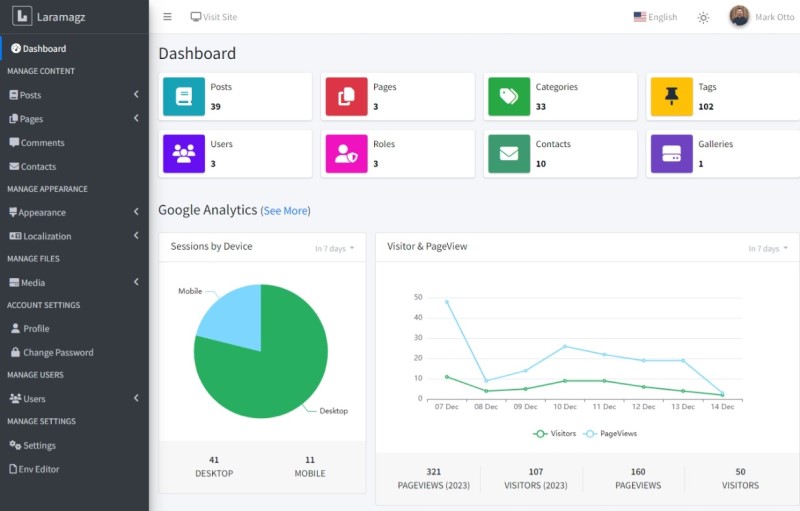 Laramagz
Visit Site
English
Mark Otto
Dashboard
MANAGE CONTENT
Posts
Pages
Comments
Contacts
MANAGE APPEARANCE
Appearance
Localization
MANAGE FILES
Media
ACCOUNT SETTINGS
Profile
Change Password
MANAGE USERS
Users
MANAGE SETTINGS
Settings
Env Editor
Dashboard
Posts
39
Pages
3
Categories
33
Tags
102
Users
3
Roles
3
Contacts
10
Galleries
1
Google Analytics (See More)
Sessions by Device
In 7 days
Mobile
Desktop
41
DESKTOP
11
MOBILE
Visitor & PageView
In 7 days
50
40
30
20
10
0
07 Dec 08 Dec 09 Dec 10 Dec 11 Dec 12 Dec 13 Dec 14 Dec
Visitors PageViews
321
PAGEVIEWS (2023)
107
VISITORS (2023)
160
PAGEVIEWS
50
VISITORS